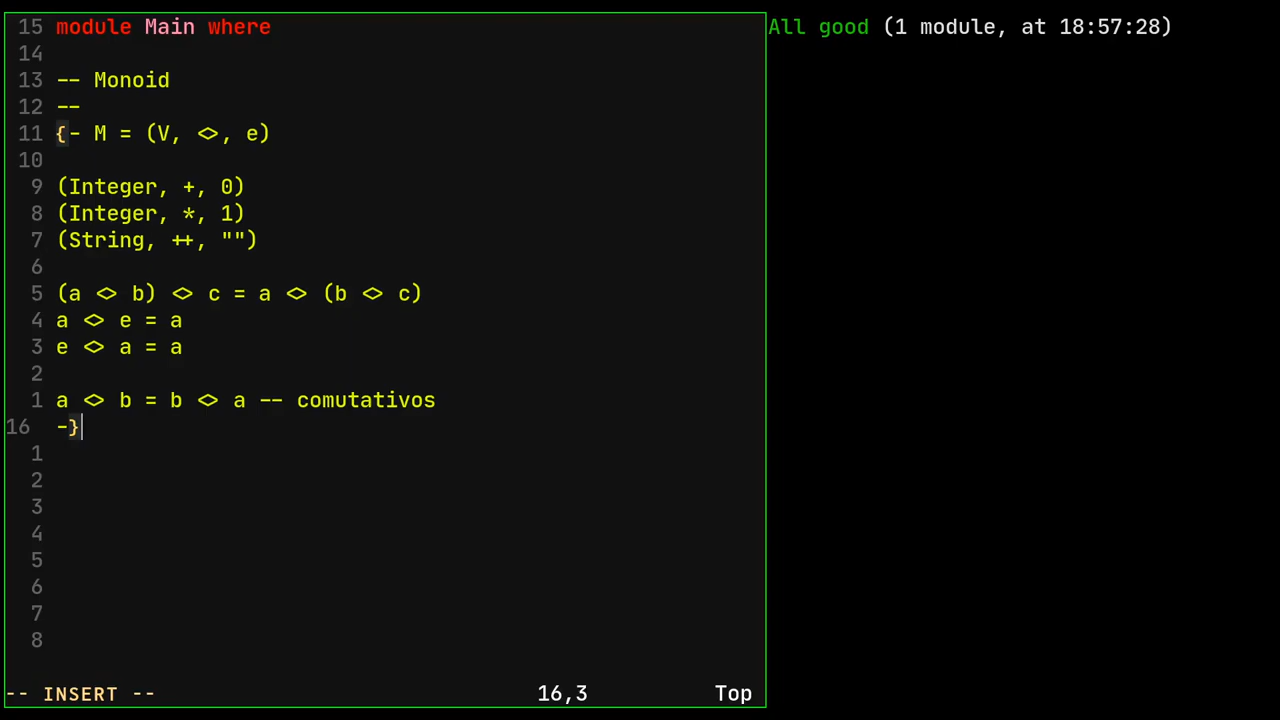 15 module Main where
14
13 -- Monoid
12 --
11 {- M = (V, <>, e)
10
9 (Integer, +, 0)
8 (Integer, *, 1)
7 (String, ++, "")
6
5 (a <> b) <> c = a <> (b <> c)
4 a <> e = a
3 e <> a = a
2
1 a <> b = b <> a -- comutativos
16 -}
1
2
3
4
5
6
7
8
-- INSERT -- 16,3 Top
All good (1 module, at 18:57:28)